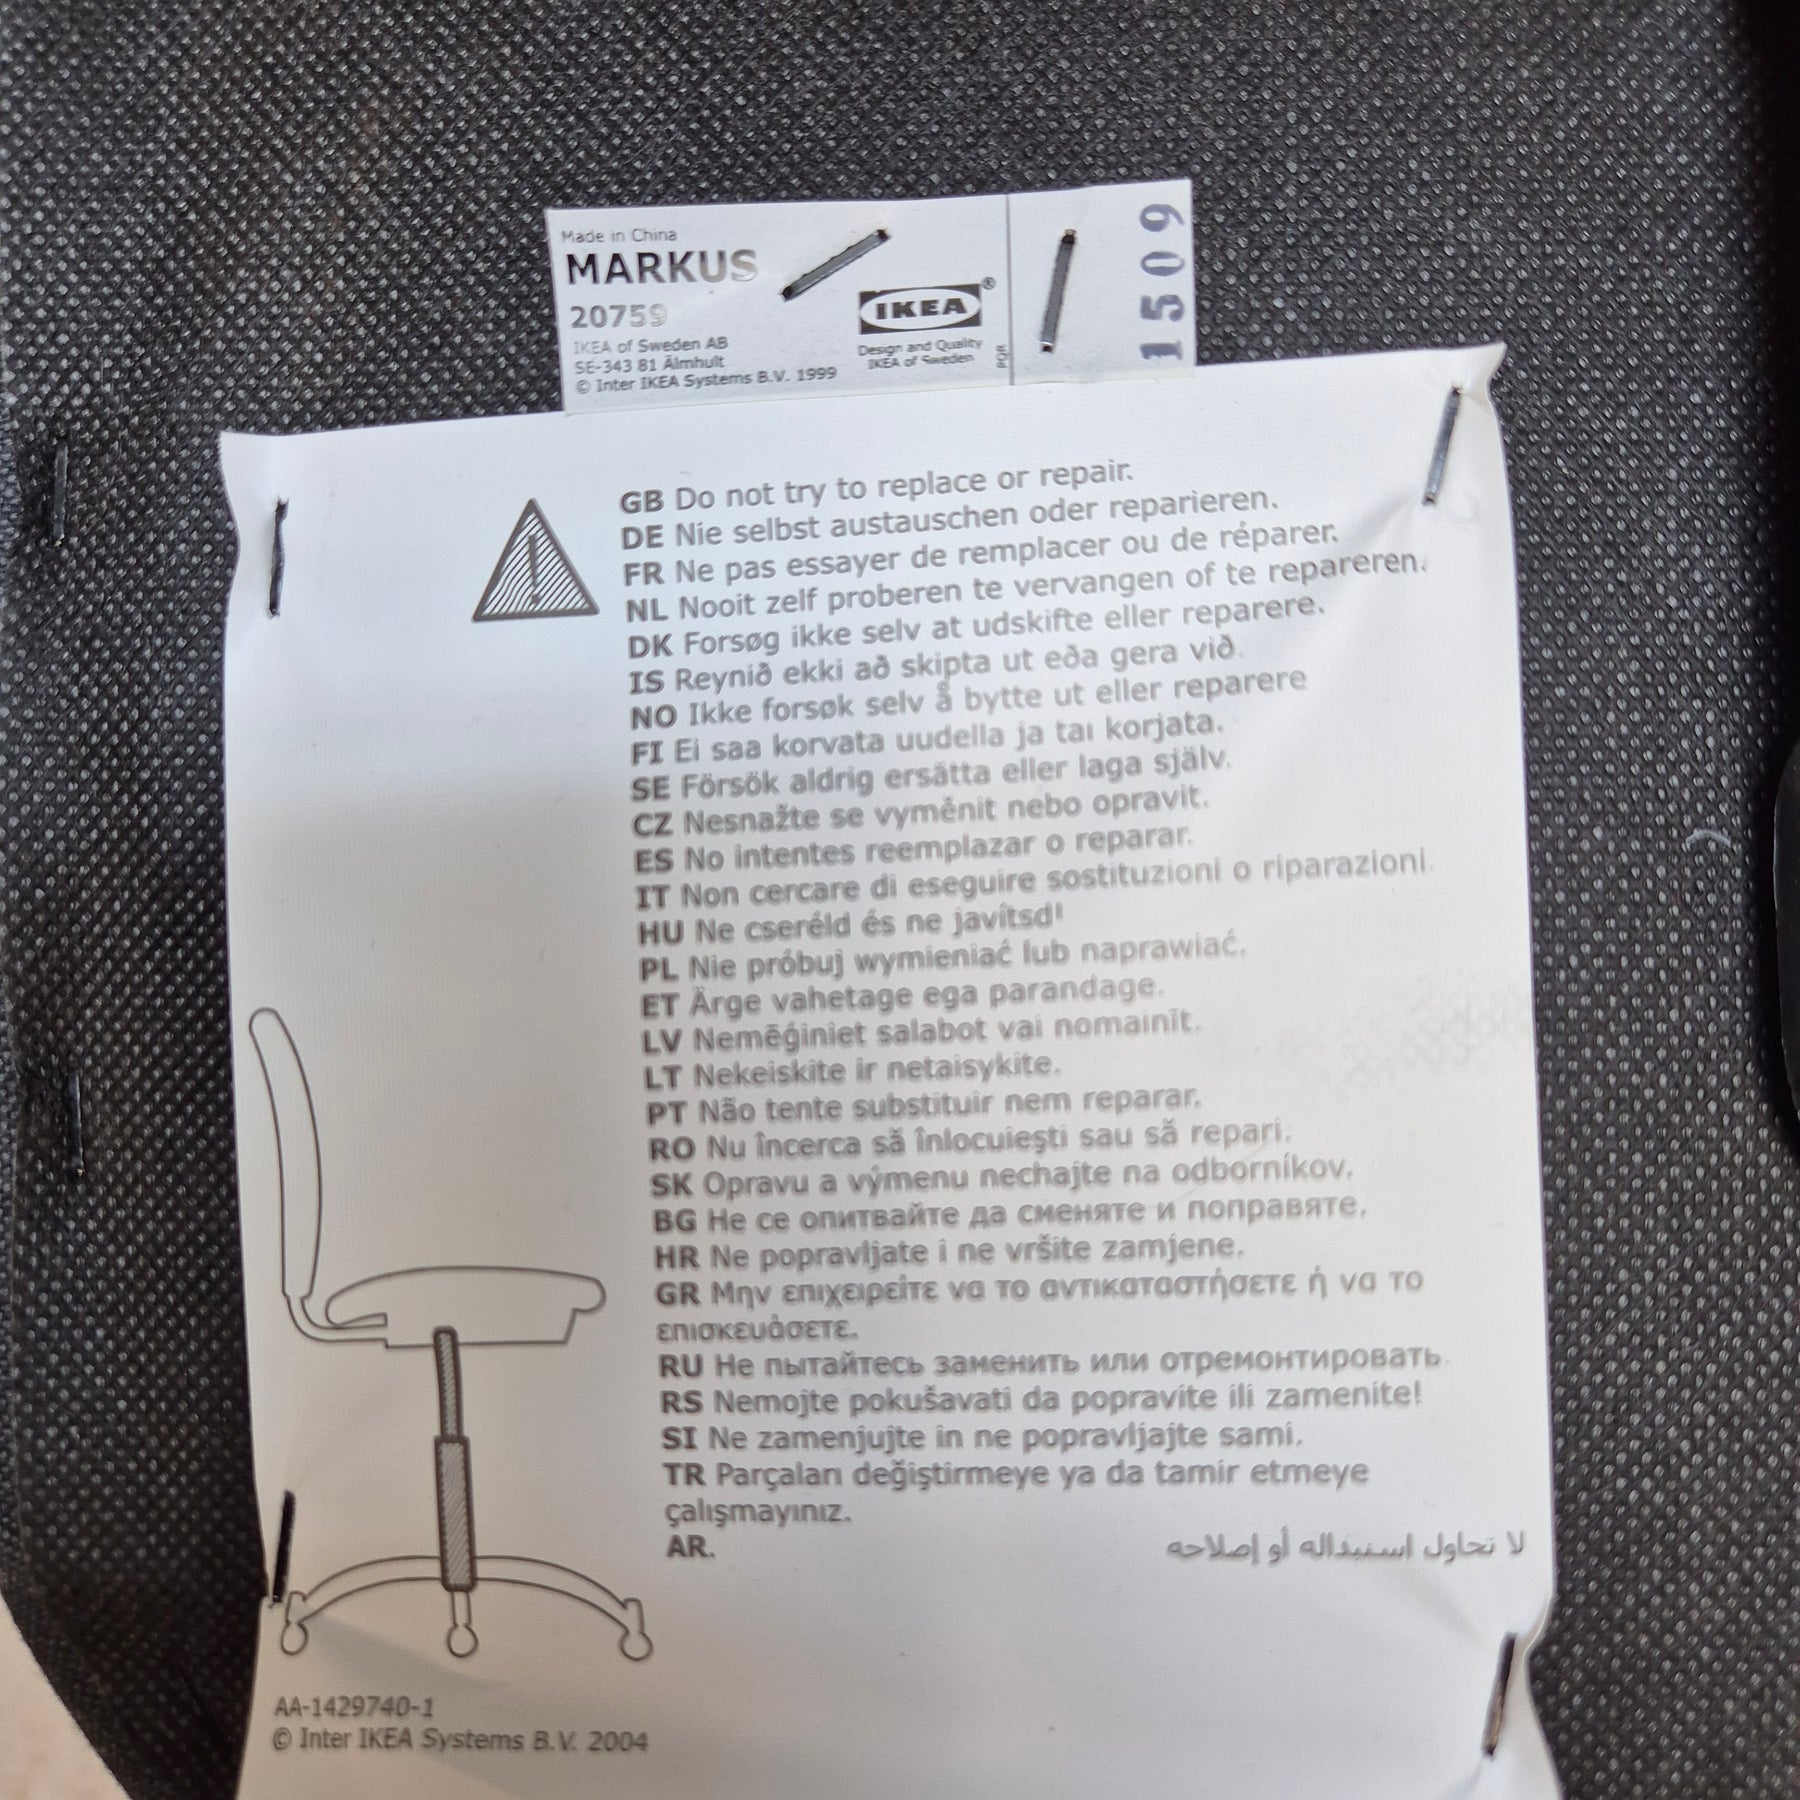 Made in China
MARKUS
20759
IKEA of Sweden AB
SE-343 81 Älmhult
© Inter IKEA Systems B.V. 1999
IKEA®
Design and Quality
IKEA of Sweden
1509
GB Do not try to replace or repair.
DE Nie selbst austauschen oder reparieren.
FR Ne pas essayer de remplacer ou de réparer.
NL Nooit zelf proberen te vervangen of te repareren.
DK Forsøg ikke selv at udskifte eller reparere.
IS Reynið ekki að skipta ut eða gera við.
NO Ikke forsøk selv å bytte ut eller reparere
FI Ei saa korvata uudella ja tai korjata.
SE Försök aldrig ersätta eller laga själv.
CZ Nesnažte se vyměnit nebo opravit.
ES No intentes reemplazar o reparar.
IT Non cercare di eseguire sostituzioni o riparazioni.
HU Ne cseréld és ne javítsd!
PL Nie próbuj wymieniać lub naprawiać.
ET Ärge vahetage ega parandage.
LV Nemēģiniet salabot vai nomainīt.
LT Nekeiskite ir netaisykite.
PT Não tente substituir nem reparar.
RO Nu încerca să înlocuieşti sau să repari.
SK Opravu a výmenu nechajte na odborníkov.
BG Не се опитвайте да сменяте и поправяте.
HR Ne popravljate i ne vršite zamjene.
GR Μην επιχειρείτε να το αντικαταστήσετε ή να το
επισκευάσετε.
RU Не пытайтесь заменить или отремонтировать.
RS Nemojte pokušavati da popravite ili zamenite!
SI Ne zamenjujte in ne popravljajte sami.
TR Parçaları değiştirmeye ya da tamir etmeye
çalışmayınız.
AR. لا تحاول استبداله أو إصلاحه
AA-1429740-1
© Inter IKEA Systems B.V. 2004